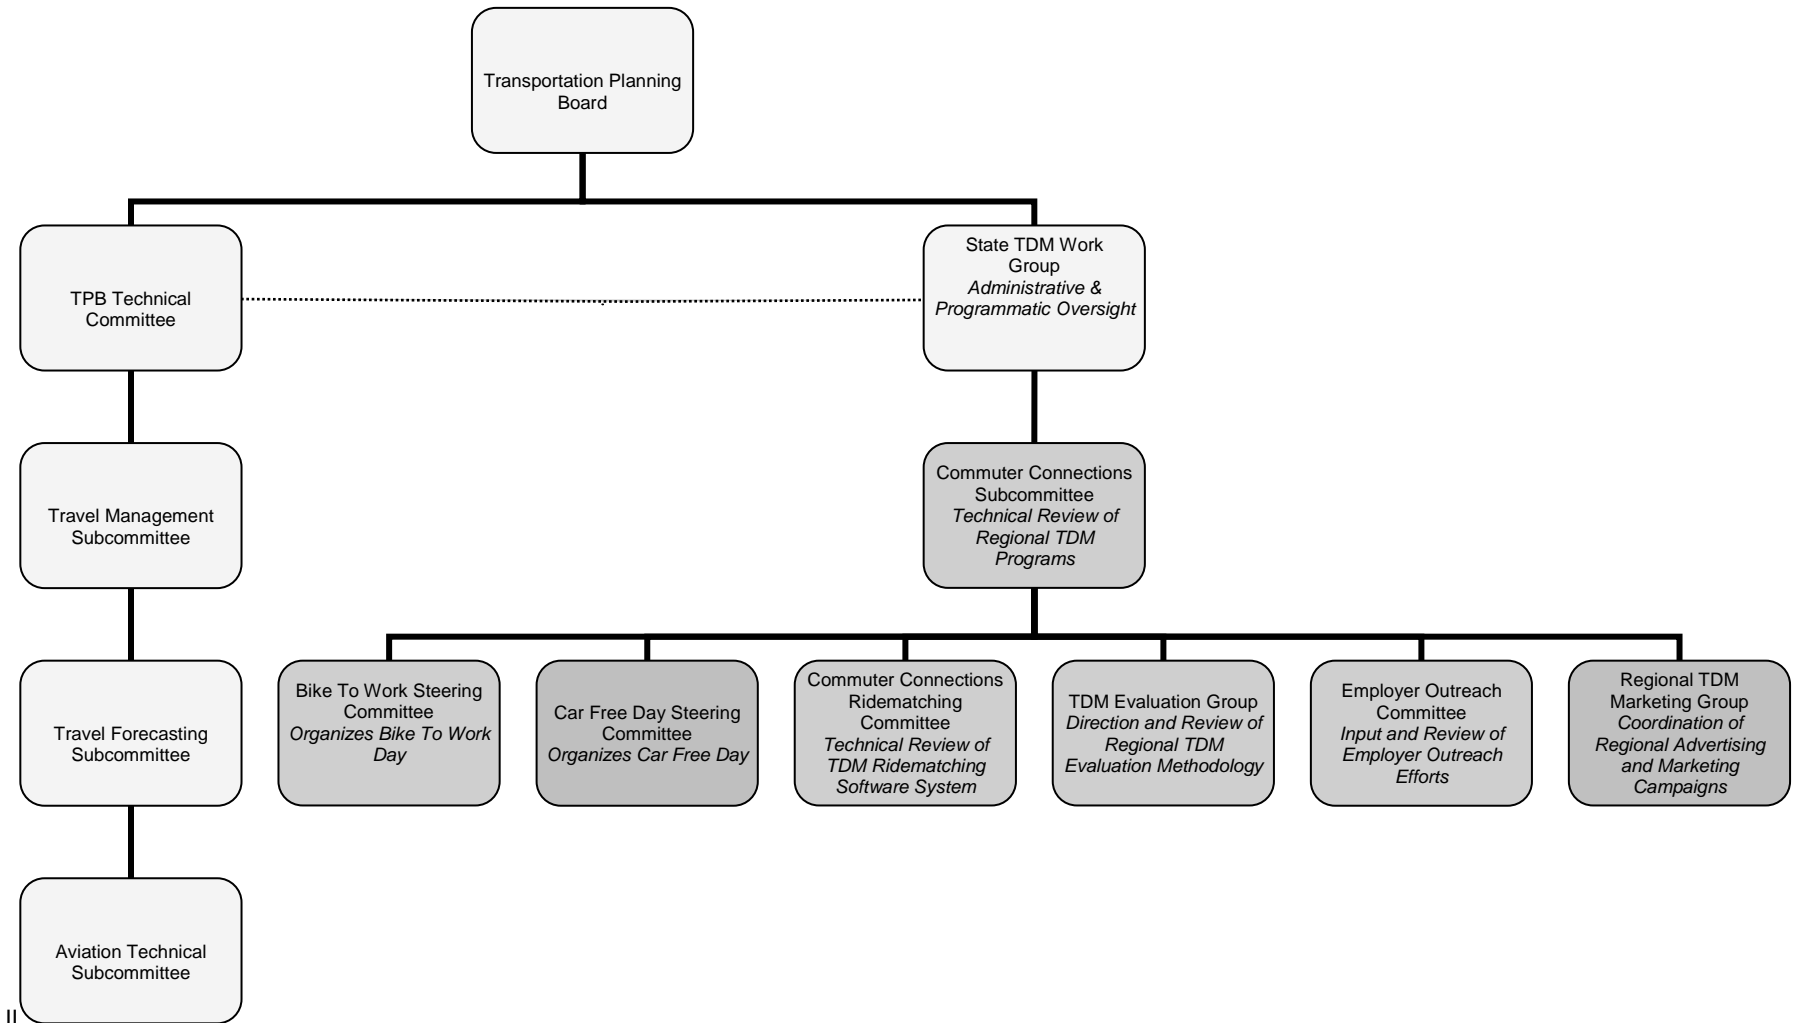 Transportation Planning
Board
TPB Technical
Committee
State TDM Work
Group
Administrative &
Programmatic Oversight
Travel Management
Subcommittee
Commuter Connections
Subcommittee
Technical Review of
Regional TDM
Programs
Travel Forecasting
Subcommittee
Bike To Work Steering
Committee
Organizes Bike To Work
Day
Car Free Day Steering
Committee
Organizes Car Free Day
Commuter Connections
Ridematching
Committee
Technical Review of
TDM Ridematching
Software System
TDM Evaluation Group
Direction and Review of
Regional TDM
Evaluation Methodology
Employer Outreach
Committee
Input and Review of
Employer Outreach
Efforts
Regional TDM
Marketing Group
Coordination of
Regional Advertising
and Marketing
Campaigns
Aviation Technical
Subcommittee
II